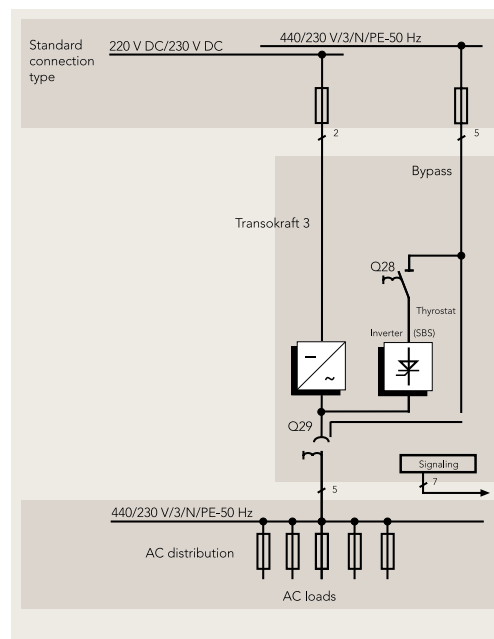 Standard
connection
type
220 V DC/230 V DC
440/230 V/3/N/PE-50 Hz
2
5
Bypass
Transokraft 3
Q28
Thyrostat
Inverter (SBS)
Q29
Signaling
7
5
440/230 V/3/N/PE-50 Hz
AC distribution
AC loads